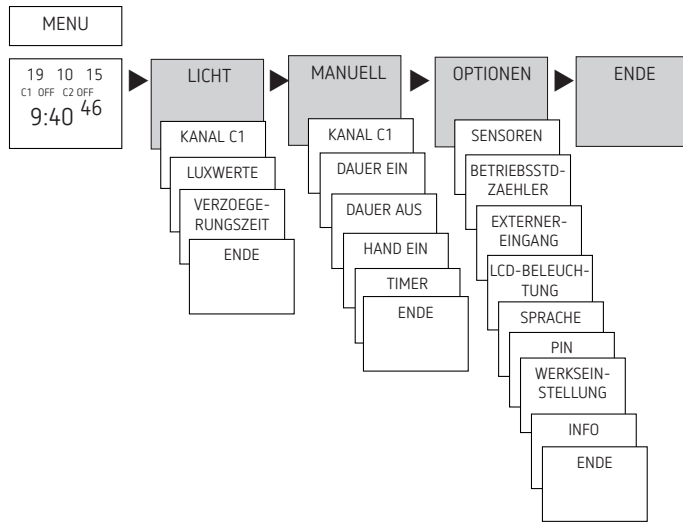 MENU
19 10 15
C1 OFF C2 OFF
9:40 46
LICHT
KANAL C1
LUXWERTE
VERZOEGE-
RUNGSZEIT
ENDE
MANUELL
KANAL C1
DAUER EIN
DAUER AUS
HAND EIN
TIMER
ENDE
OPTIONEN
SENSOREN
BETRIEBSSTD-
ZAEHLER
EXTERNER-
EINGANG
LCD-BELEUCH-
TUNG
SPRACHE
PIN
WERKSEIN-
STELLUNG
INFO
ENDE
ENDE